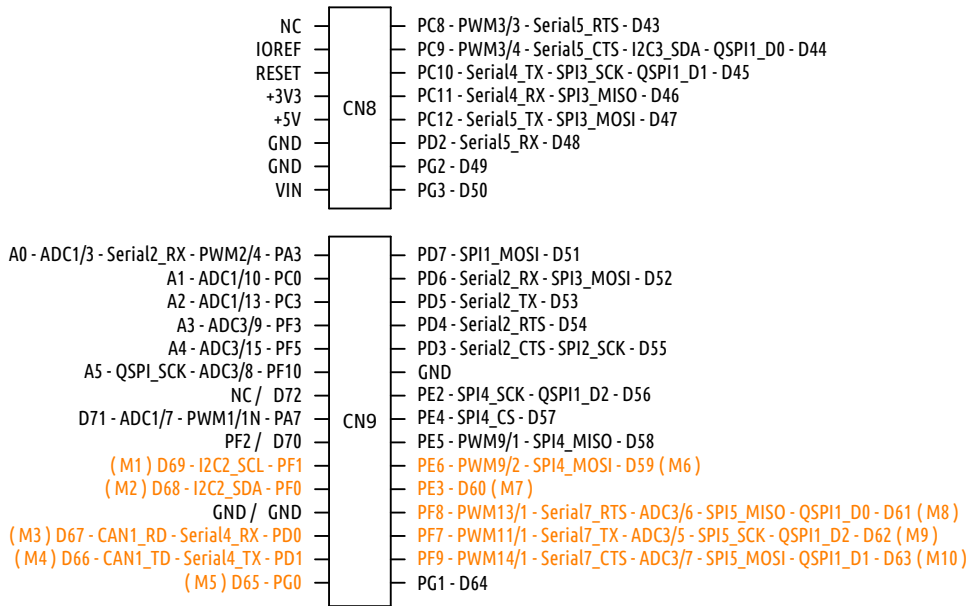 NC PC8 - PWM3/3 - Serial5_RTS - D43
IOREF PC9 - PWM3/4 - Serial5_CTS - I2C3_SDA - QSPI1_D0 - D44
RESET PC10 - Serial4_TX - SPI3_SCK - QSPI1_D1 - D45
+3V3 PC11 - Serial4_RX - SPI3_MISO - D46
CN8
+5V PC12 - Serial5_TX - SPI3_MOSI - D47
GND PD2 - Serial5_RX - D48
GND PG2 - D49
VIN PG3 - D50
A0 - ADC1/3 - Serial2_RX - PWM2/4 - PA3 PD7 - SPI1_MOSI - D51
A1 - ADC1/10 - PC0 PD6 - Serial2_RX - SPI3_MOSI - D52
A2 - ADC1/13 - PC3 PD5 - Serial2_TX - D53
A3 - ADC3/9 - PF3 PD4 - Serial2_RTS - D54
A4 - ADC3/15 - PF5 PD3 - Serial2_CTS - SPI2_SCK - D55
A5 - QSPI_SCK - ADC3/8 - PF10 GND
NC / D72 PE2 - SPI4_SCK - QSPI1_D2 - D56
D71 - ADC1/7 - PWM1/1N - PA7 CN9 PE4 - SPI4_CS - D57
PF2 / D70 PE5 - PWM9/1 - SPI4_MISO - D58
( M1 ) D69 - I2C2_SCL - PF1 PE6 - PWM9/2 - SPI4_MOSI - D59 ( M6 )
( M2 ) D68 - I2C2_SDA - PF0 PE3 - D60 ( M7 )
GND / GND PF8 - PWM13/1 - Serial7_RTS - ADC3/6 - SPI5_MISO - QSPI1_D0 - D61 ( M8 )
( M3 ) D67 - CAN1_RD - Serial4_RX - PD0 PF7 - PWM11/1 - Serial7_TX - ADC3/5 - SPI5_SCK - QSPI1_D2 - D62 ( M9 )
( M4 ) D66 - CAN1_TD - Serial4_TX - PD1 PF9 - PWM14/1 - Serial7_CTS - ADC3/7 - SPI5_MOSI - QSPI1_D1 - D63 ( M10 )
( M5 ) D65 - PG0 PG1 - D64